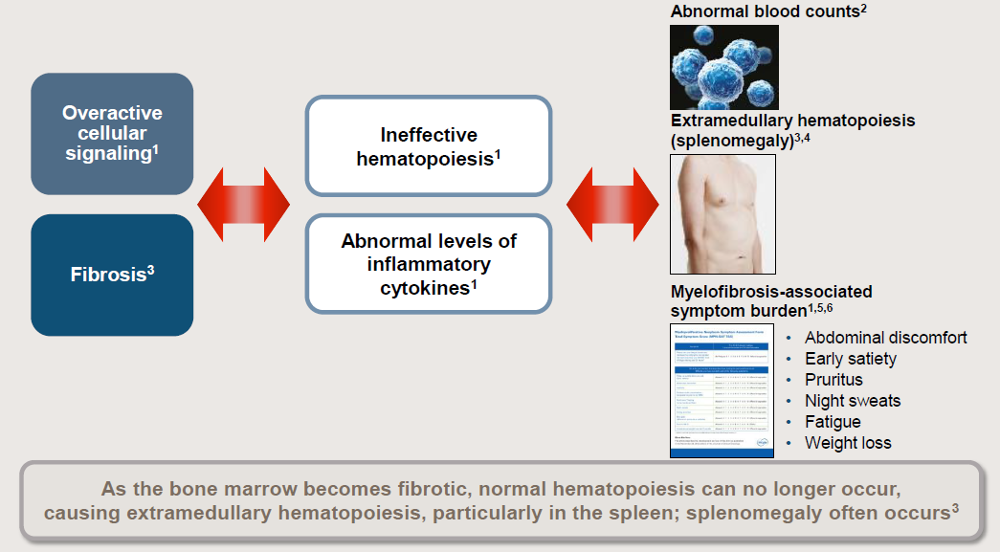 Abnormal blood counts2
Overactive
cellular
signaling1
Ineffective
hematopoiesis1
Extramedullary hematopoiesis
(splenomegaly)3,4
Fibrosis3
Abnormal levels of
inflammatory
cytokines1
Myelofibrosis-associated
symptom burden1,5,6
• Abdominal discomfort
• Early satiety
• Pruritus
• Night sweats
• Fatigue
• Weight loss
As the bone marrow becomes fibrotic, normal hematopoiesis can no longer occur,
causing extramedullary hematopoiesis, particularly in the spleen; splenomegaly often occurs3